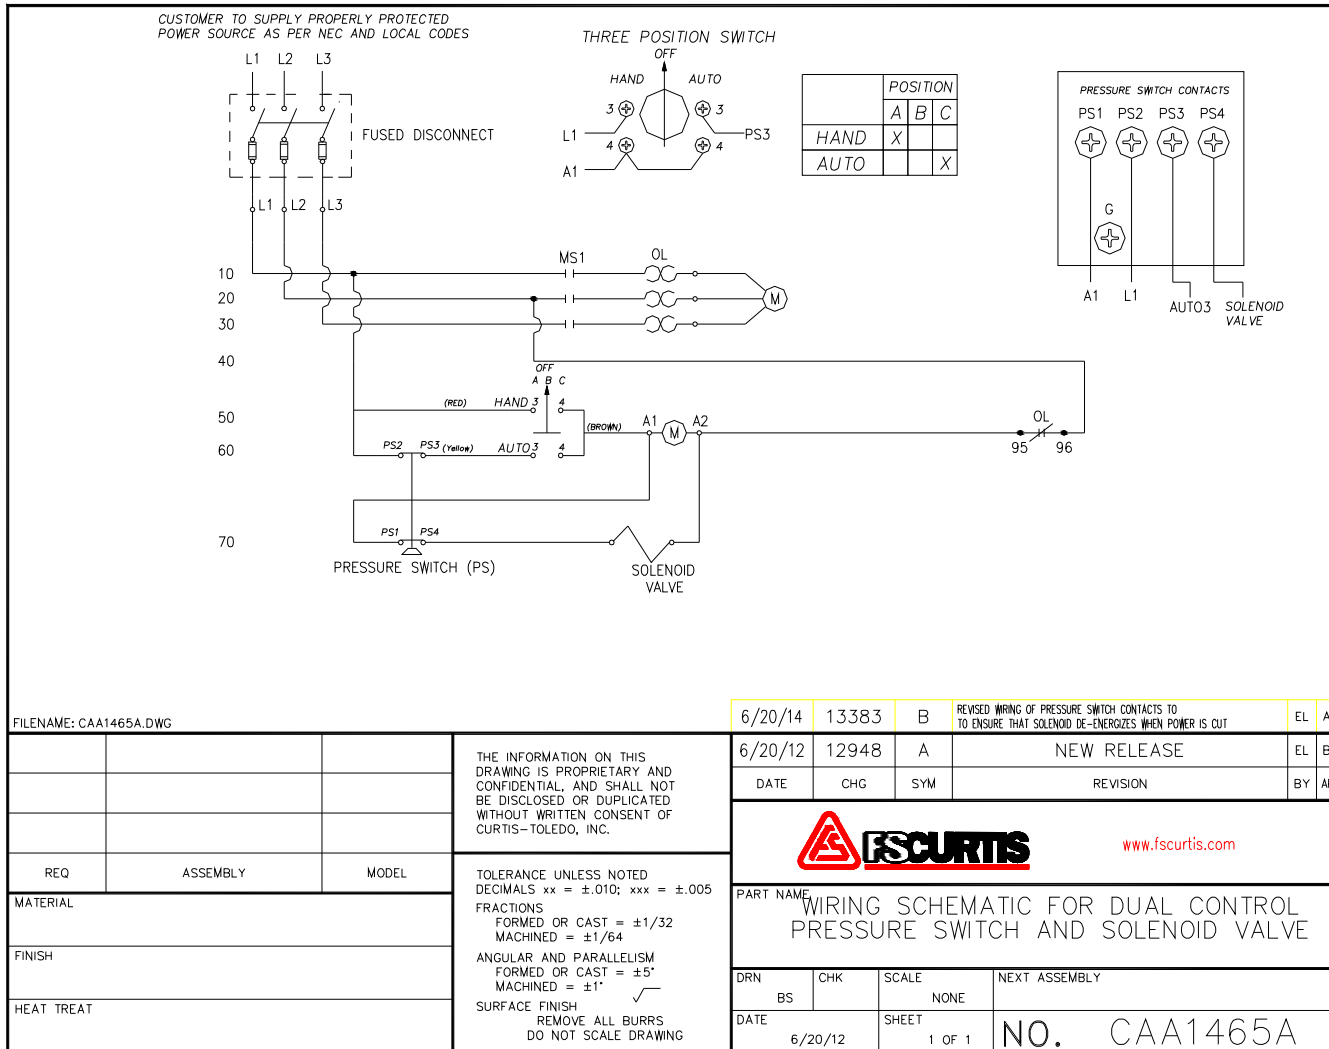 CUSTOMER TO SUPPLY PROPERLY PROTECTED
POWER SOURCE AS PER NEC AND LOCAL CODES
L1 L2 L3
FUSED DISCONNECT
L1 L2 L3
THREE POSITION SWITCH
OFF
HAND AUTO
3 3
L1 PS3
4 4
A1
POSITION
A B C
HAND X
AUTO X
PRESSURE SWITCH CONTACTS
PS1 PS2 PS3 PS4
G
A1 L1 AUTO3 SOLENOID
VALVE
MS1 OL
10
20 M
30
40
OFF
A B C
50 (RED) HAND 3 4
(BROWN) A1 M A2 OL
95 96
60 PS2 PS3 (Yellow) AUTO 3 4
70 PS1 PS4
PRESSURE SWITCH (PS)
SOLENOID
VALVE
FILENAME: CAA1465A.DWG
6/20/14 13383 B REVISED WIRING OF PRESSURE SWITCH CONTACTS TO
TO ENSURE THAT SOLENOID DE-ENERGIZES WHEN POWER IS CUT EL A
6/20/12 12948 A NEW RELEASE EL B
DATE CHG SYM REVISION BY
THE INFORMATION ON THIS
DRAWING IS PROPRIETARY AND
CONFIDENTIAL, AND SHALL NOT
BE DISCLOSED OR DUPLICATED
WITHOUT WRITTEN CONSENT OF
CURTIS-TOLEDO, INC.
REQ ASSEMBLY MODEL
MATERIAL
FINISH
HEAT TREAT
TOLERANCE UNLESS NOTED
DECIMALS xx = ±.010; xxx = ±.005
FRACTIONS
FORMED OR CAST = ±1/32
MACHINED = ±1/64
ANGULAR AND PARALLELISM
FORMED OR CAST = ±5°
MACHINED = ±1°
SURFACE FINISH
REMOVE ALL BURRS
DO NOT SCALE DRAWING
FS FSCURTIS
www.fscurtis.com
PART NAME
WIRING SCHEMATIC FOR DUAL CONTROL
PRESSURE SWITCH AND SOLENOID VALVE
DRN BS
CHK
SCALE NONE
NEXT ASSEMBLY
DATE 6/20/12
SHEET 1 OF 1
NO. CAA1465A